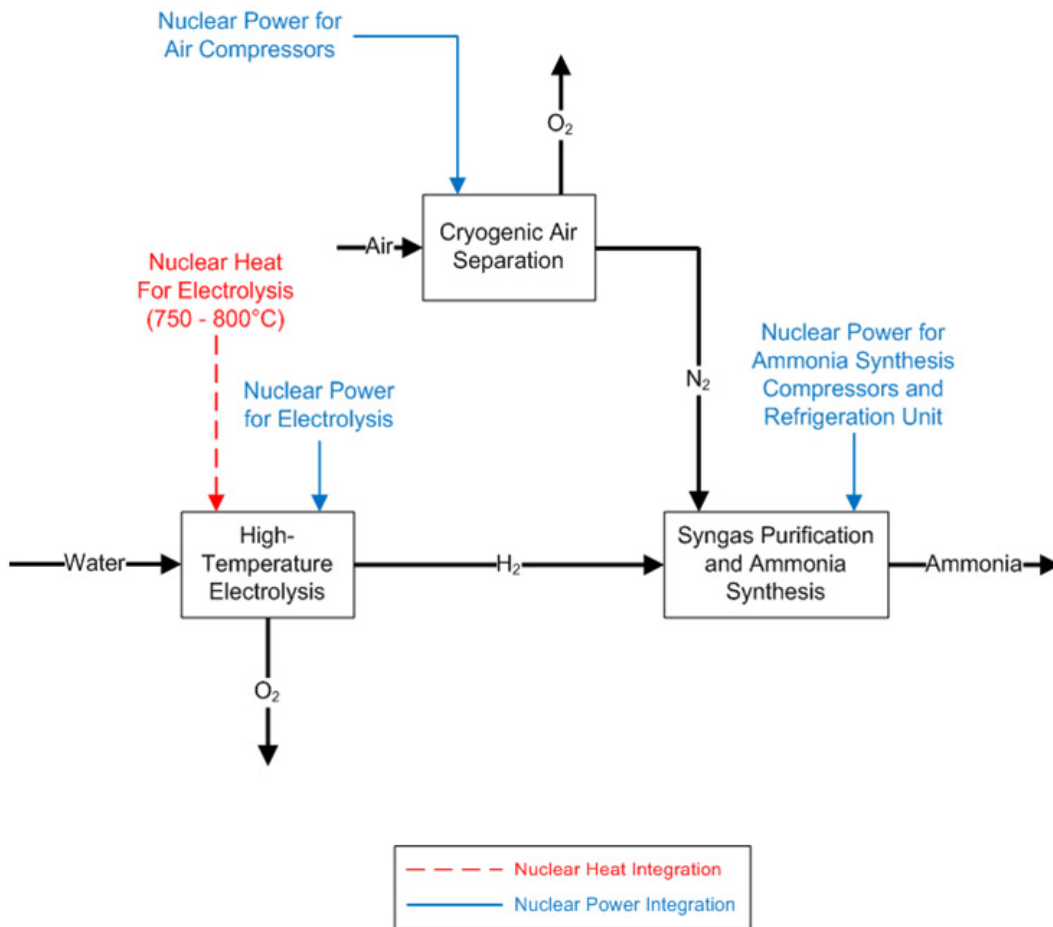 Nuclear Power for
Air Compressors
O₂
Air
Cryogenic Air
Separation
Nuclear Heat
For Electrolysis
(750 - 800°C)
Nuclear Power
for Electrolysis
N₂
Nuclear Power for
Ammonia Synthesis
Compressors and
Refrigeration Unit
Water
High-
Temperature
Electrolysis
H₂
Syngas Purification
and Ammonia
Synthesis
Ammonia
O₂
Nuclear Heat Integration
Nuclear Power Integration